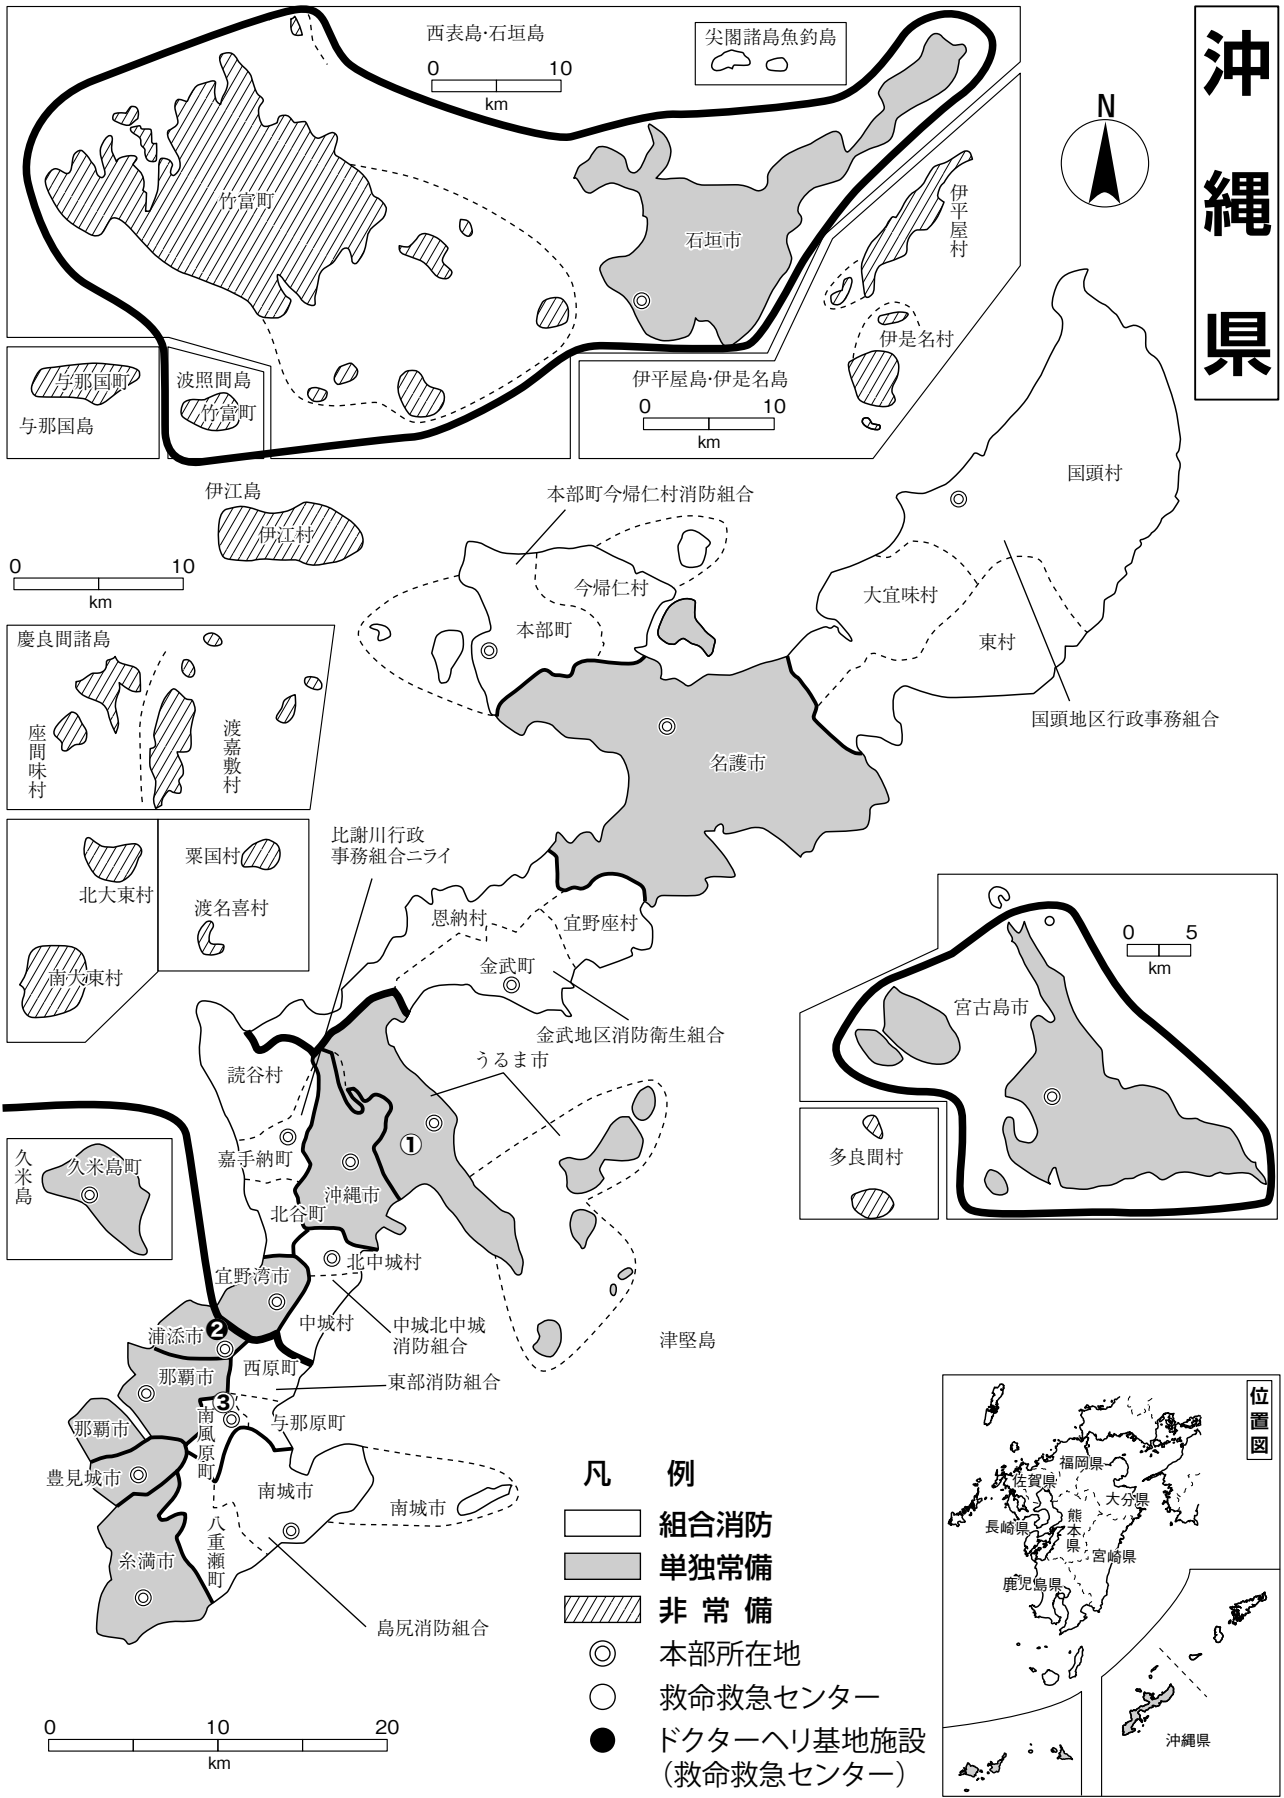 沖縄県
西表島・石垣島
0 10
km
尖閣諸島魚釣島
N
竹富町
石垣市
伊平屋村
伊是名村
与那国町
与那国島
波照間島
竹富町
伊平屋島・伊是名島
0 10
km
伊江島
伊江村
0 10
km
本部町今帰仁村消防組合
国頭村
今帰仁村
大宜味村
本部町
東村
国頭地区行政事務組合
名護市
慶良間諸島
座間味村
渡嘉敷村
北大東村
南大東村
粟国村
渡名喜村
比謝川行政
事務組合ニライ
恩納村
宜野座村
金武町
金武地区消防衛生組合
うるま市
読谷村
嘉手納町
北谷町
沖縄市
①
久米島
久米島町
宮古島市
0 5
km
多良間村
北中城村
宜野湾市
中城村
中城北中城
消防組合
津堅島
浦添市
❷
西原町
那覇市
東部消防組合
③
与那原町
南風原町
那覇市
豊見城市
南城市
南城市
八重瀬町
糸満市
島尻消防組合
0 10 20
km
凡 例
組合消防
単独常備
非常備
本部所在地
救命救急センター
ドクターヘリ基地施設
（救命救急センター）
位置図
福岡県
佐賀県
大分県
長崎県
熊本県
宮崎県
鹿児島県
沖縄県